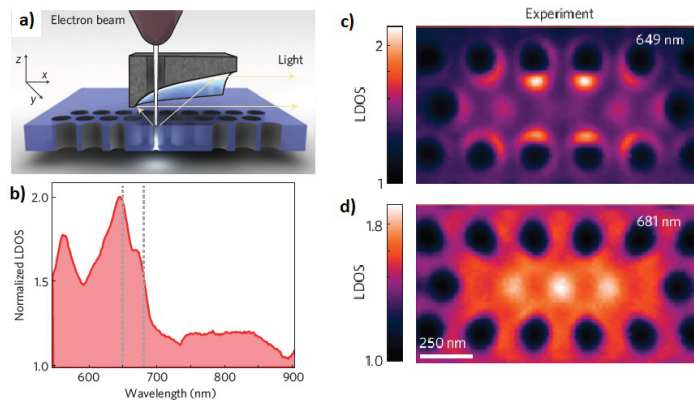 a)
Electron beam
Light
z
x
y
b)
Normalized LDOS
2.0
1.5
1.0
600
700
800
900
Wavelength (nm)
Experiment
c)
2
LDOS
1
649 nm
d)
1.8
LDOS
1.0
681 nm
250 nm